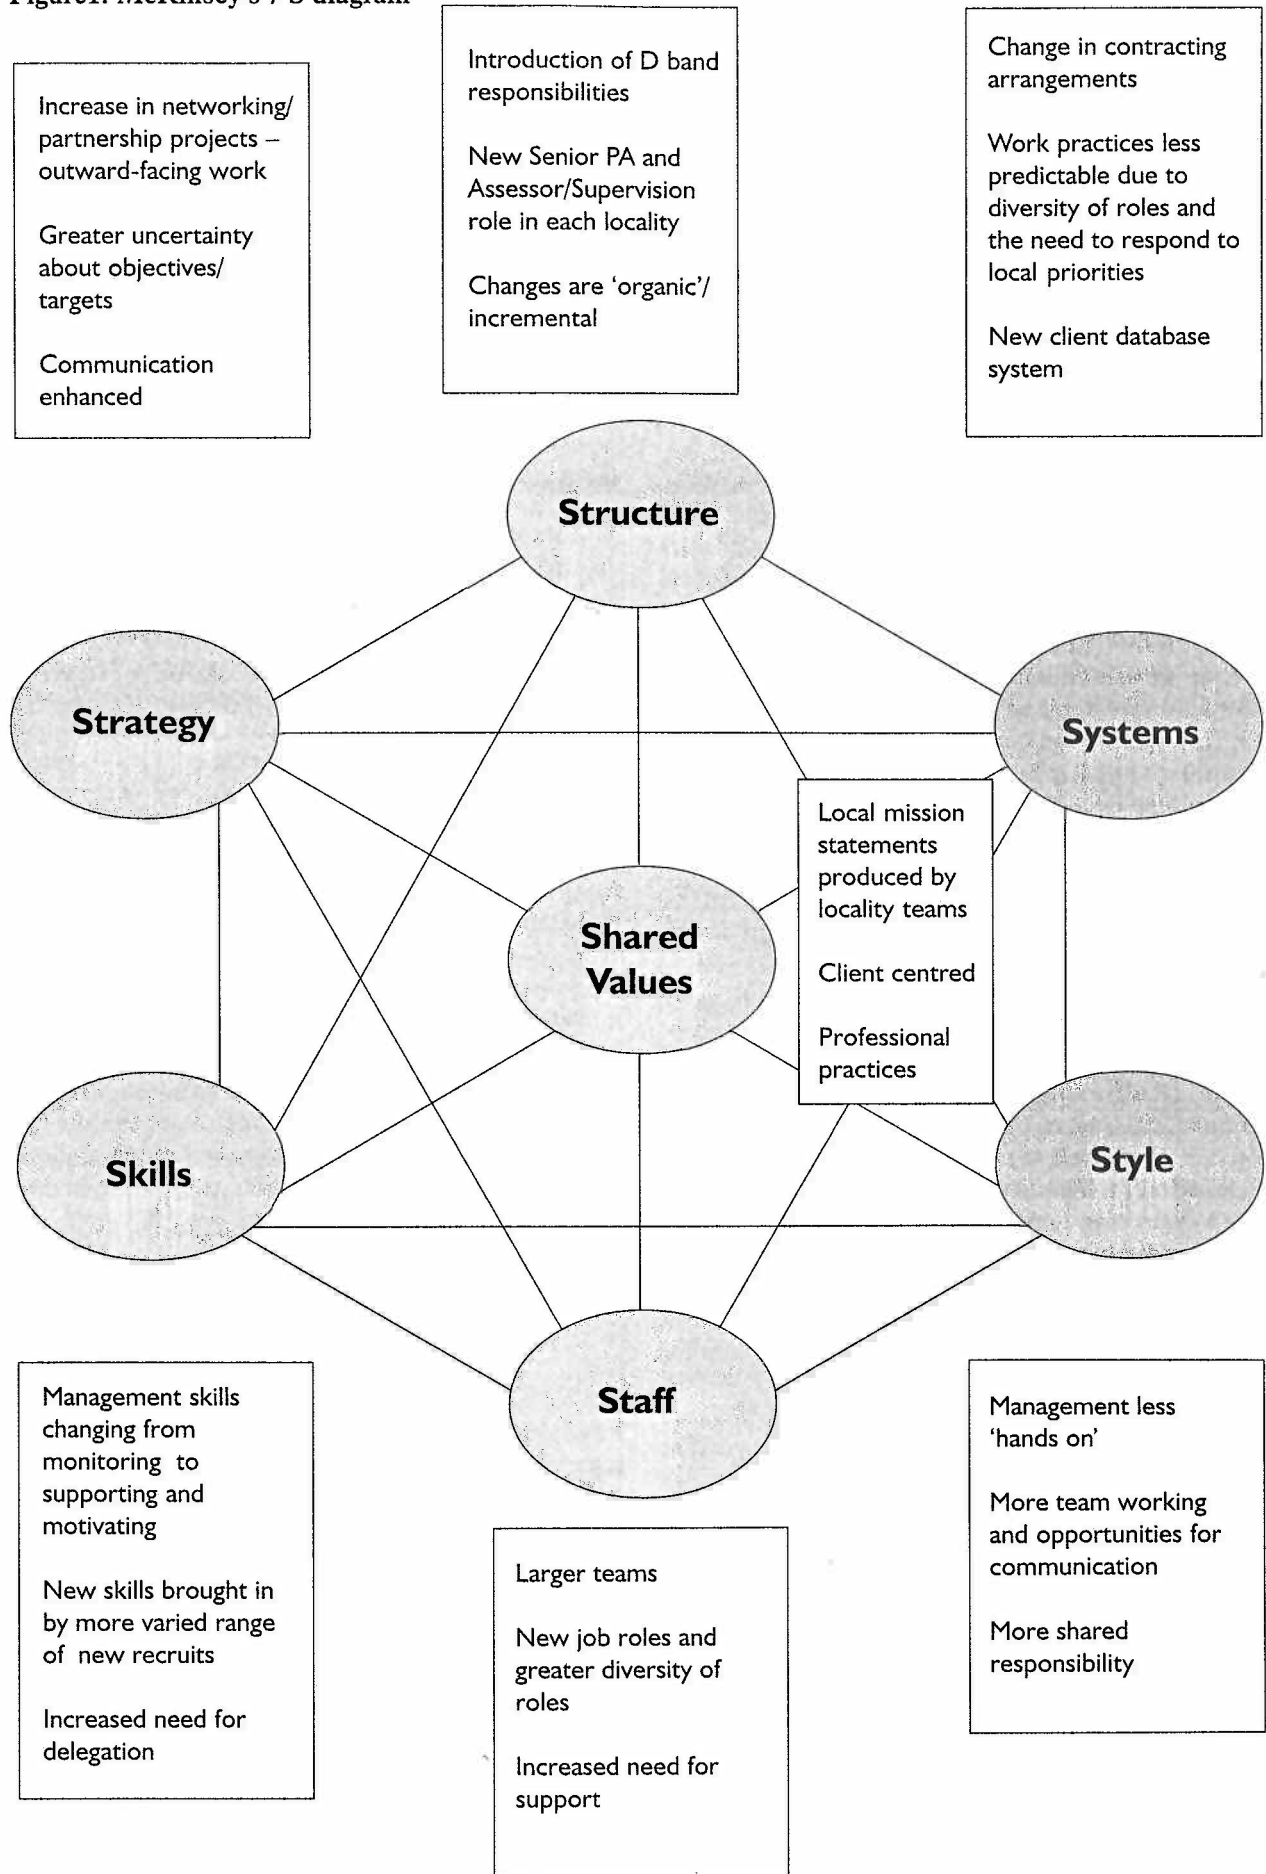 Figure1: McKinsey's 7 S diagram
Increase in networking/
partnership projects –
outward-facing work
Greater uncertainty
about objectives/
targets
Communication
enhanced
Introduction of D band
responsibilities
New Senior PA and
Assessor/Supervision
role in each locality
Changes are ‘organic’/
incremental
Change in contracting
arrangements
Work practices less
predictable due to
diversity of roles and
the need to respond to
local priorities
New client database
system
Structure
Strategy
Systems
Shared
Values
Local mission
statements
produced by
locality teams
Client centred
Professional
practices
Skills
Style
Staff
Management skills
changing from
monitoring to
supporting and
motivating
New skills brought in
by more varied range
of new recruits
Increased need for
delegation
Larger teams
New job roles and
greater diversity of
roles
Increased need for
support
Management less
‘hands on’
More team working
and opportunities for
communication
More shared
responsibility